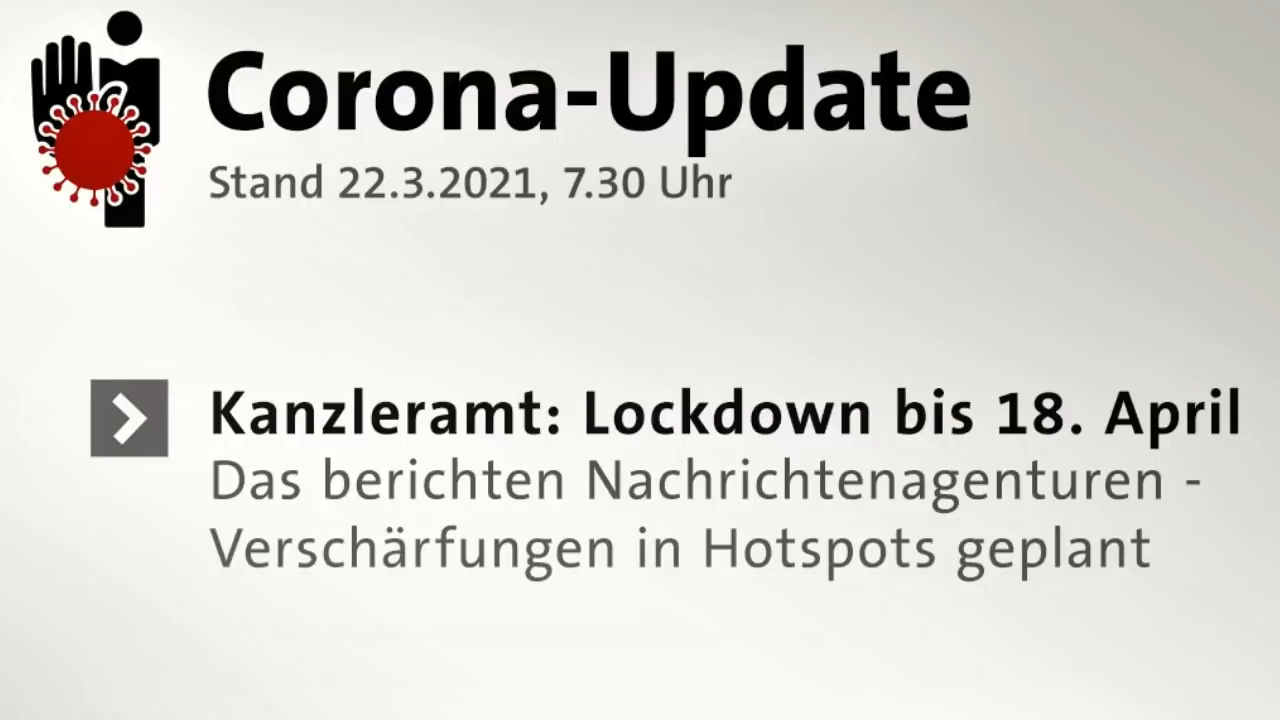 Corona-Update
Stand 22.3.2021, 7.30 Uhr
Kanzleramt: Lockdown bis 18. April
Das berichten Nachrichtenagenturen -
Verschärfungen in Hotspots geplant